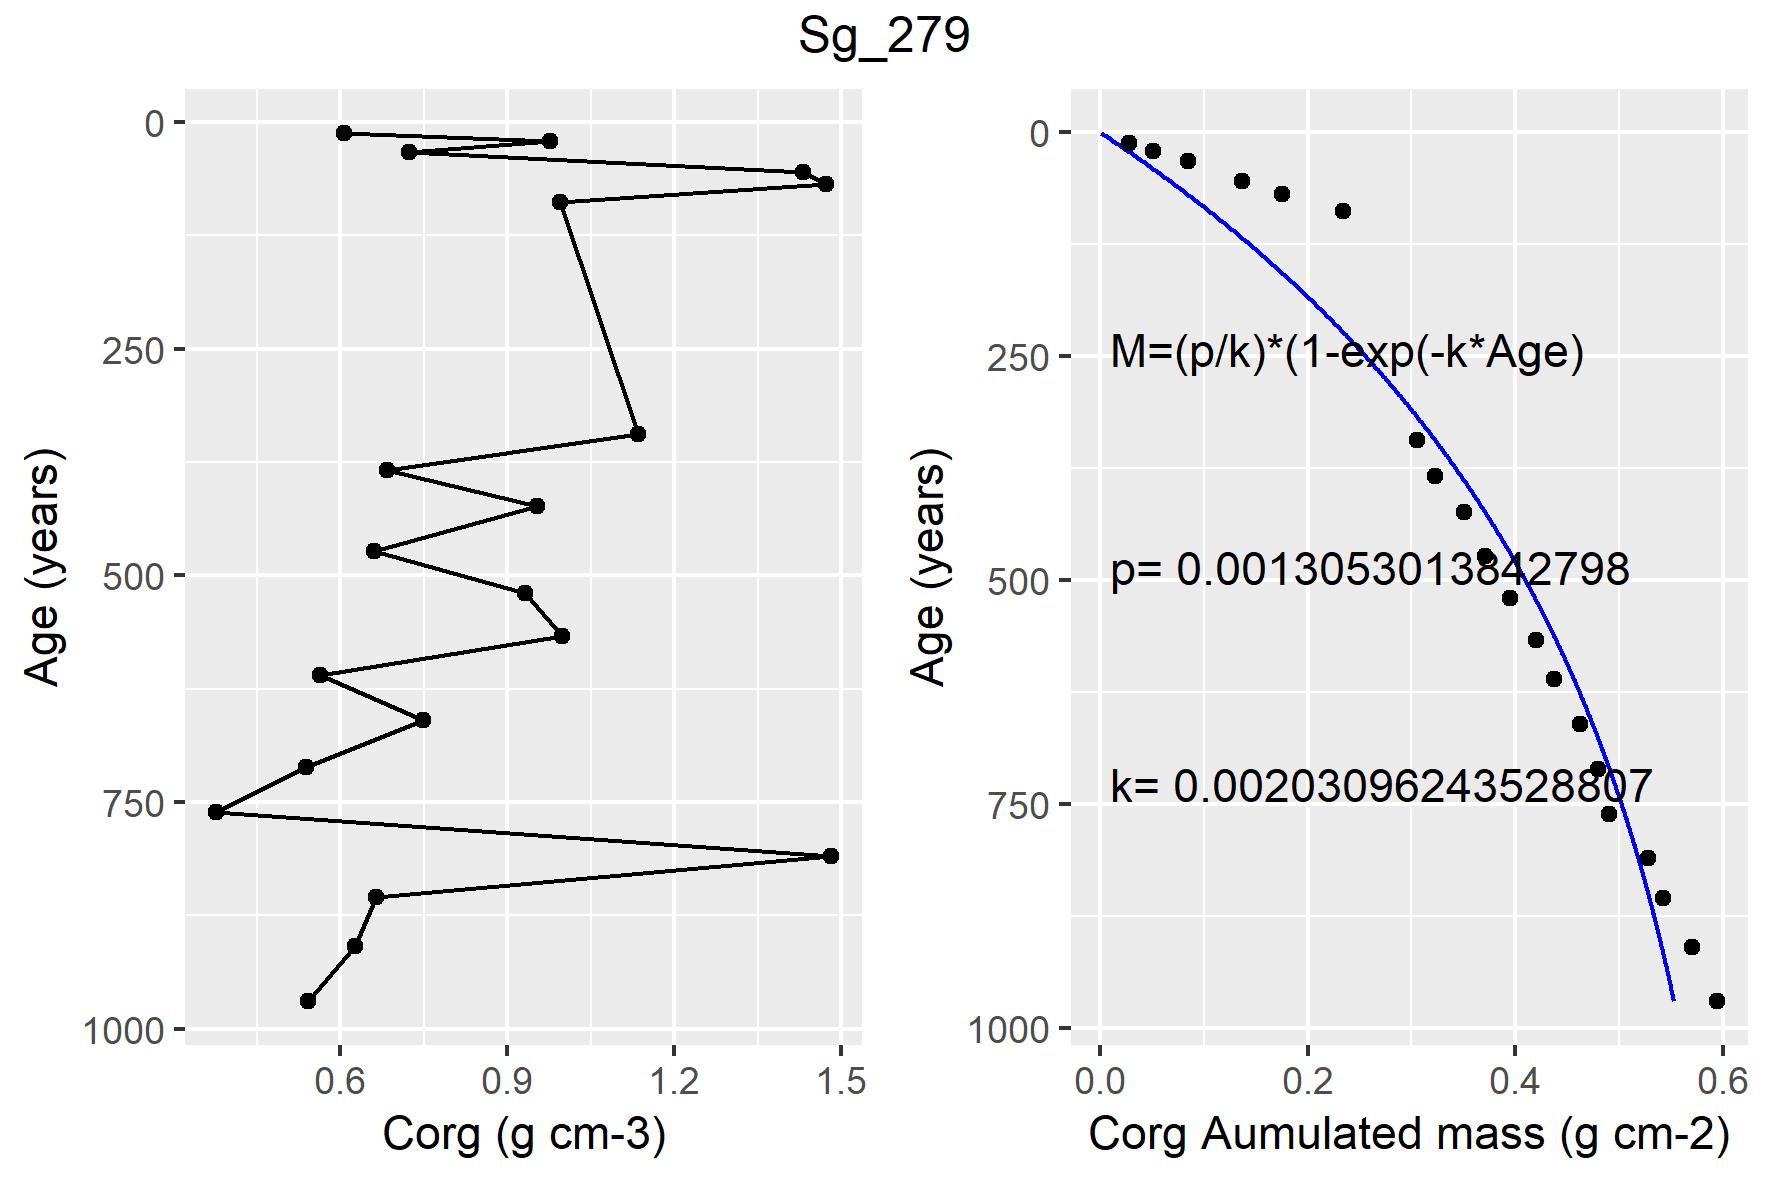 Sg_279
0
250
500
750
1000
Age (years)
0.6 0.9 1.2 1.5
Corg (g cm-3)
0
250
500
750
1000
Age (years)
M=(p/k)*(1-exp(-k*Age)
p= 0.0013053013842798
k= 0.00203096243528807
0.0 0.2 0.4 0.6
Corg Aumulated mass (g cm-2)